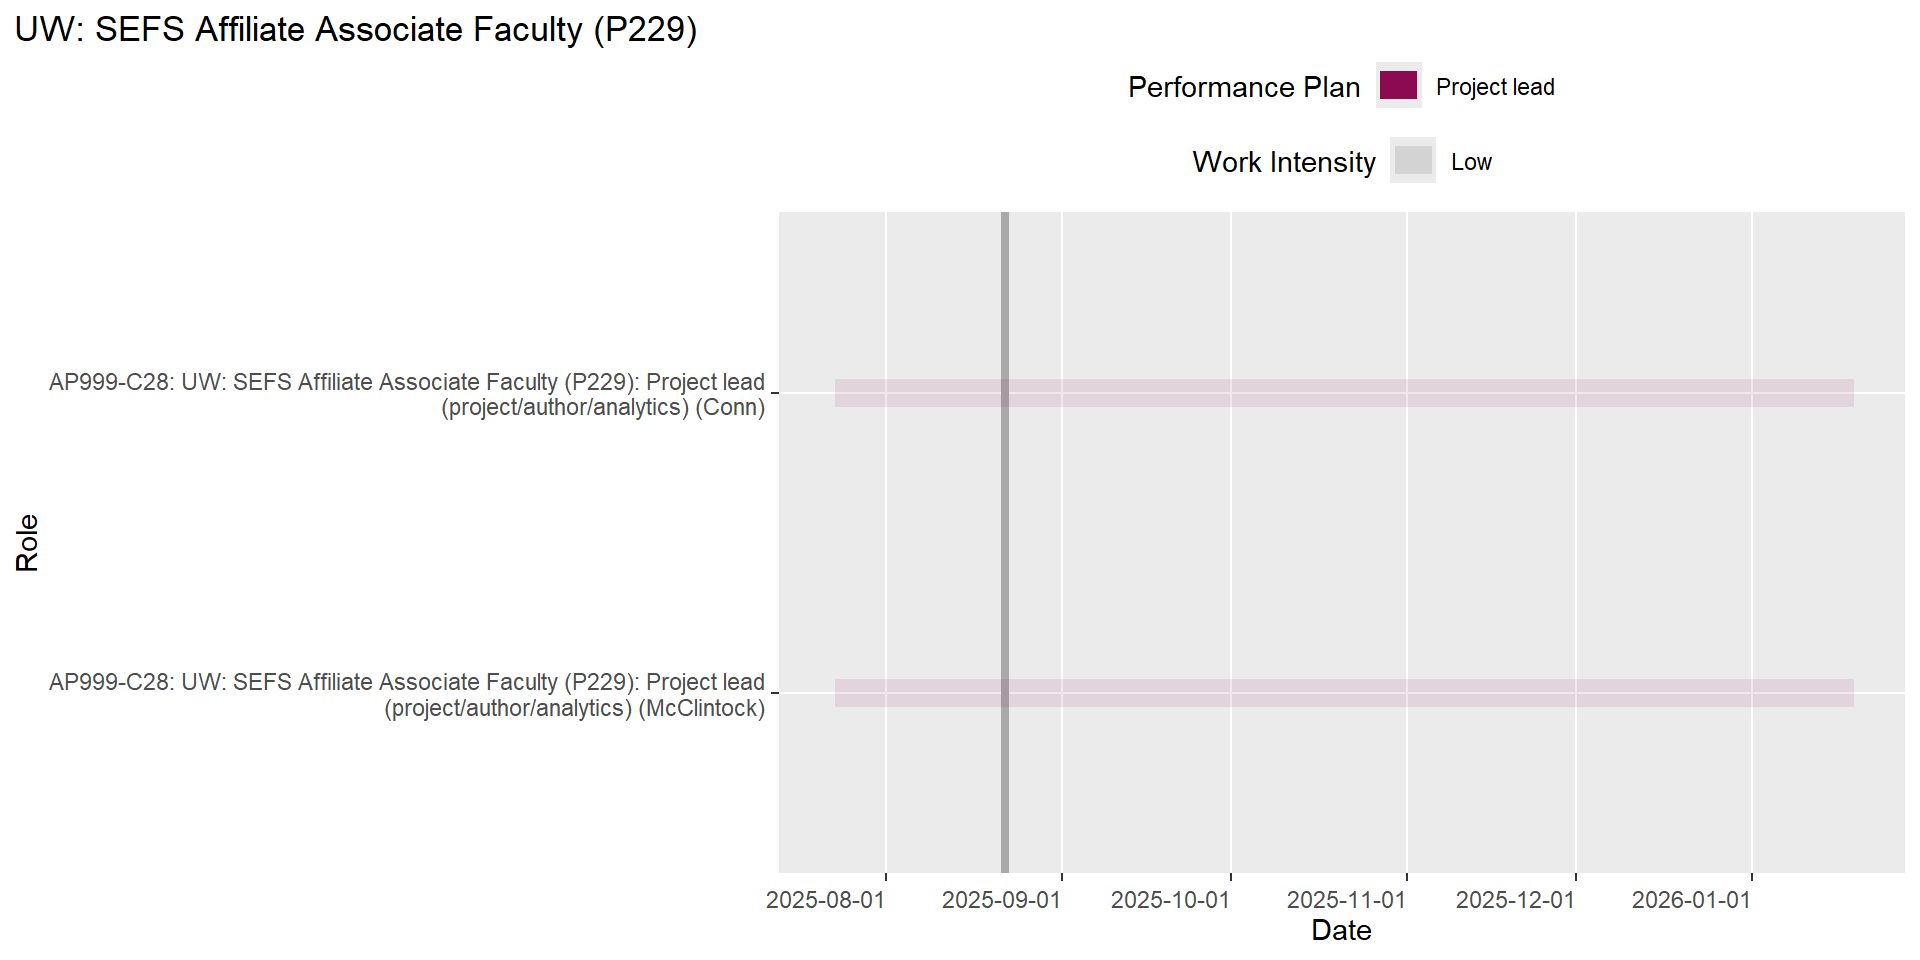 UW: SEFS Affiliate Associate Faculty (P229)
Performance Plan
Project lead
Work Intensity
Low
AP999-C28: UW: SEFS Affiliate Associate Faculty (P229): Project lead
(project/author/analytics) (Conn)
Role
AP999-C28: UW: SEFS Affiliate Associate Faculty (P229): Project lead
(project/author/analytics) (McClintock)
2025-08-01
2025-09-01
2025-10-01
2025-11-01
2025-12-01
2026-01-01
Date